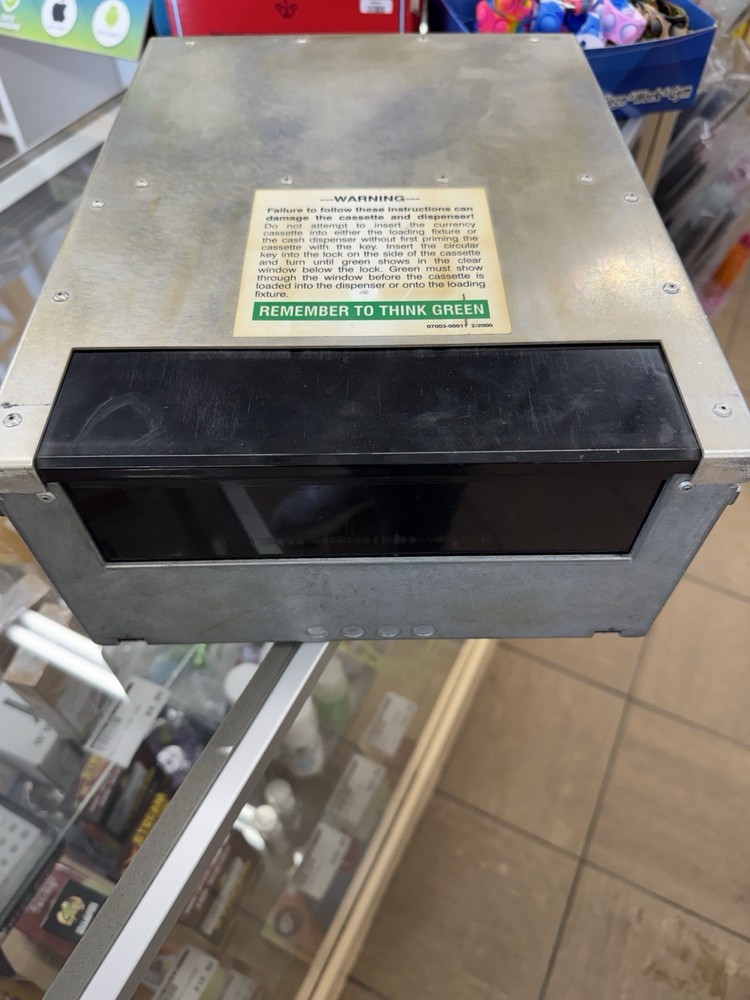 ---WARNING---
Failure to follow these instructions can
damage the cassette and dispenser!
Do not attempt to insert the currency
cassette into either the loading fixture or
the cash dispenser without first priming the
cassette with the key. Insert the circular
key into the lock on the side of the cassette
and turn until green shows in the clear
window below the lock. Green must show
through the window before the cassette is
loaded into the dispenser or onto the loading
fixture.
REMEMBER TO THINK GREEN
07003-00017 2/2000